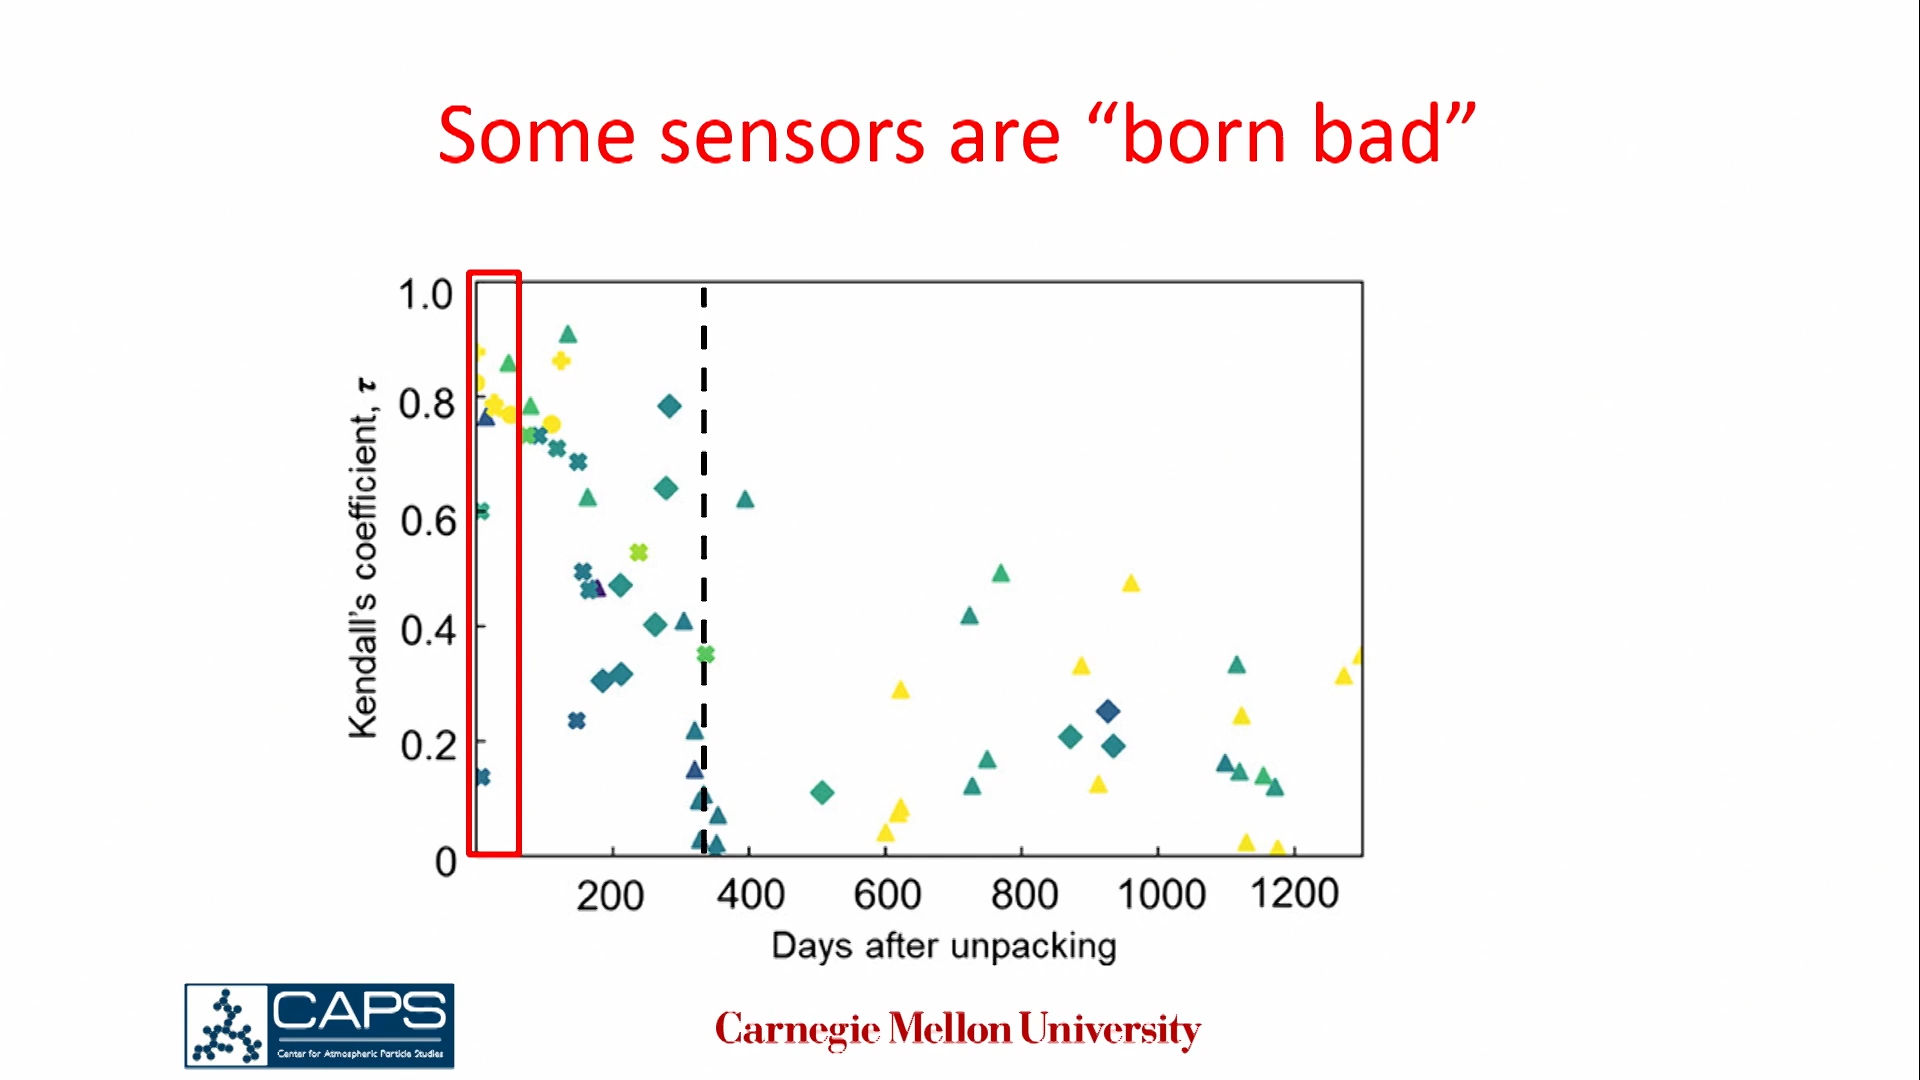 Some sensors are “born bad”
Kendall's coefficient, τ
1.0
0.8
0.6
0.4
0.2
0
200 400 600 800 1000 1200
Days after unpacking
CAPS
Center for Atmospheric Particle Studies
Carnegie Mellon University